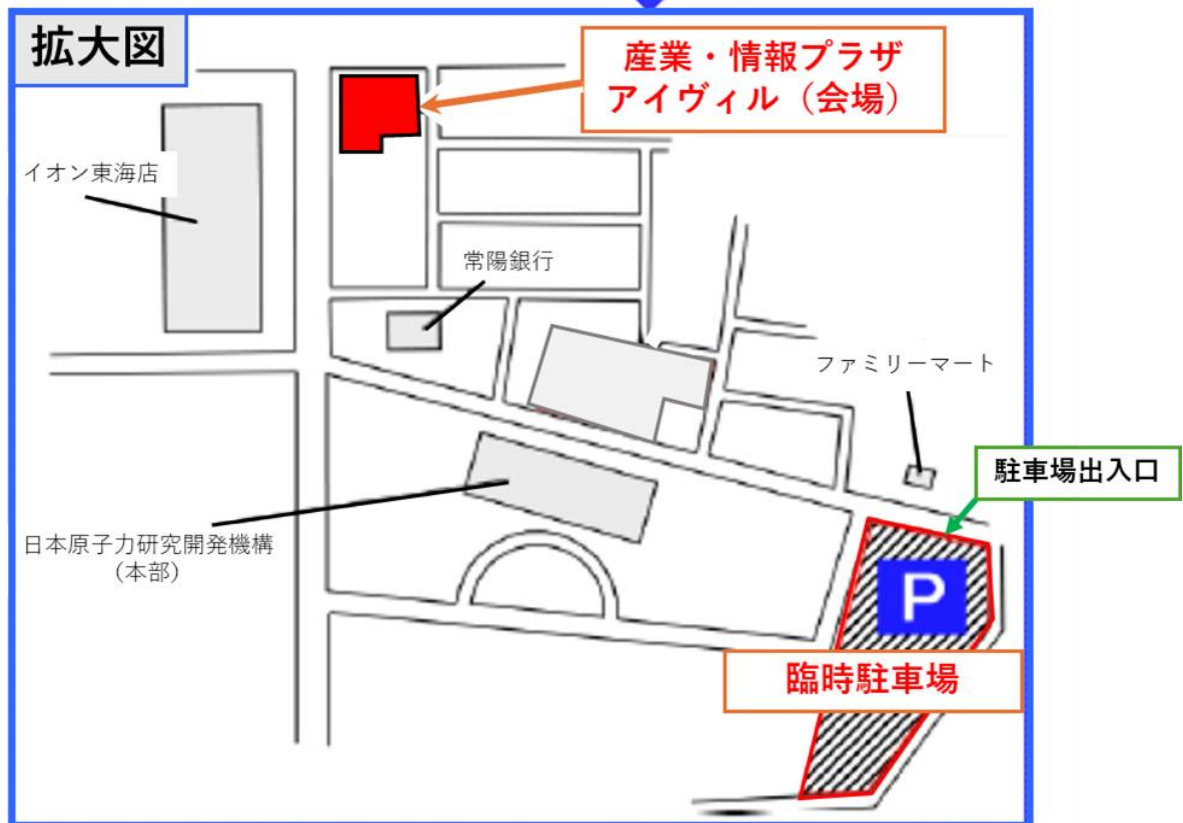 拡大図
産業・情報プラザ
アイヴィル（会場）
イオン東海店
常陽銀行
ファミリーマート
駐車場出入口
日本原子力研究開発機構
（本部）
P
臨時駐車場